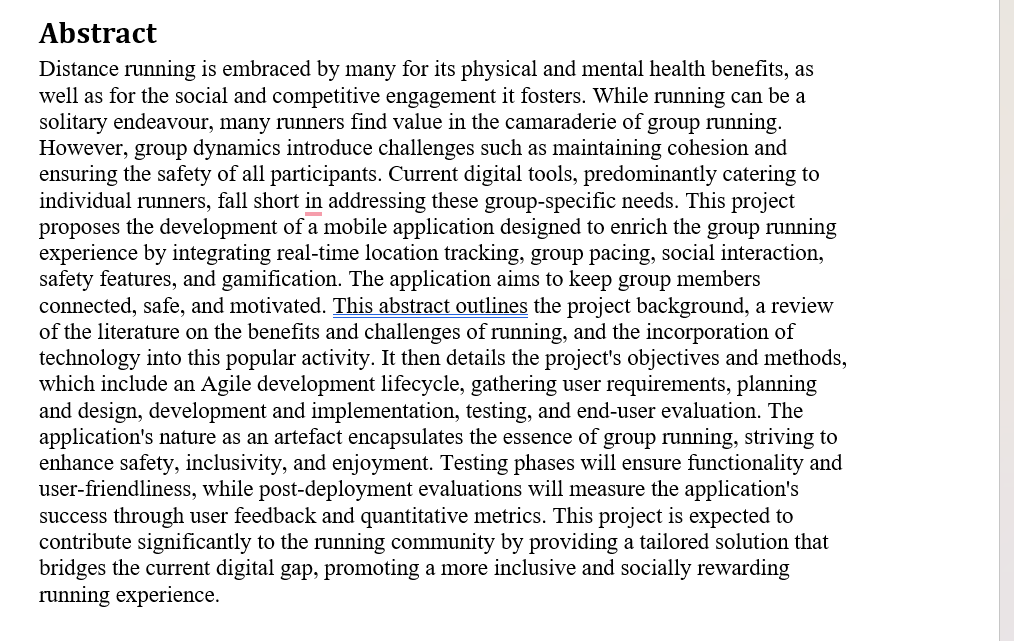 Abstract
Distance running is embraced by many for its physical and mental health benefits, as
well as for the social and competitive engagement it fosters. While running can be a
solitary endeavour, many runners find value in the camaraderie of group running.
However, group dynamics introduce challenges such as maintaining cohesion and
ensuring the safety of all participants. Current digital tools, predominantly catering to
individual runners, fall short in addressing these group-specific needs. This project
proposes the development of a mobile application designed to enrich the group running
experience by integrating real-time location tracking, group pacing, social interaction,
safety features, and gamification. The application aims to keep group members
connected, safe, and motivated. This abstract outlines the project background, a review
of the literature on the benefits and challenges of running, and the incorporation of
technology into this popular activity. It then details the project's objectives and methods,
which include an Agile development lifecycle, gathering user requirements, planning
and design, development and implementation, testing, and end-user evaluation. The
application's nature as an artefact encapsulates the essence of group running, striving to
enhance safety, inclusivity, and enjoyment. Testing phases will ensure functionality and
user-friendliness, while post-deployment evaluations will measure the application's
success through user feedback and quantitative metrics. This project is expected to
contribute significantly to the running community by providing a tailored solution that
bridges the current digital gap, promoting a more inclusive and socially rewarding
running experience.